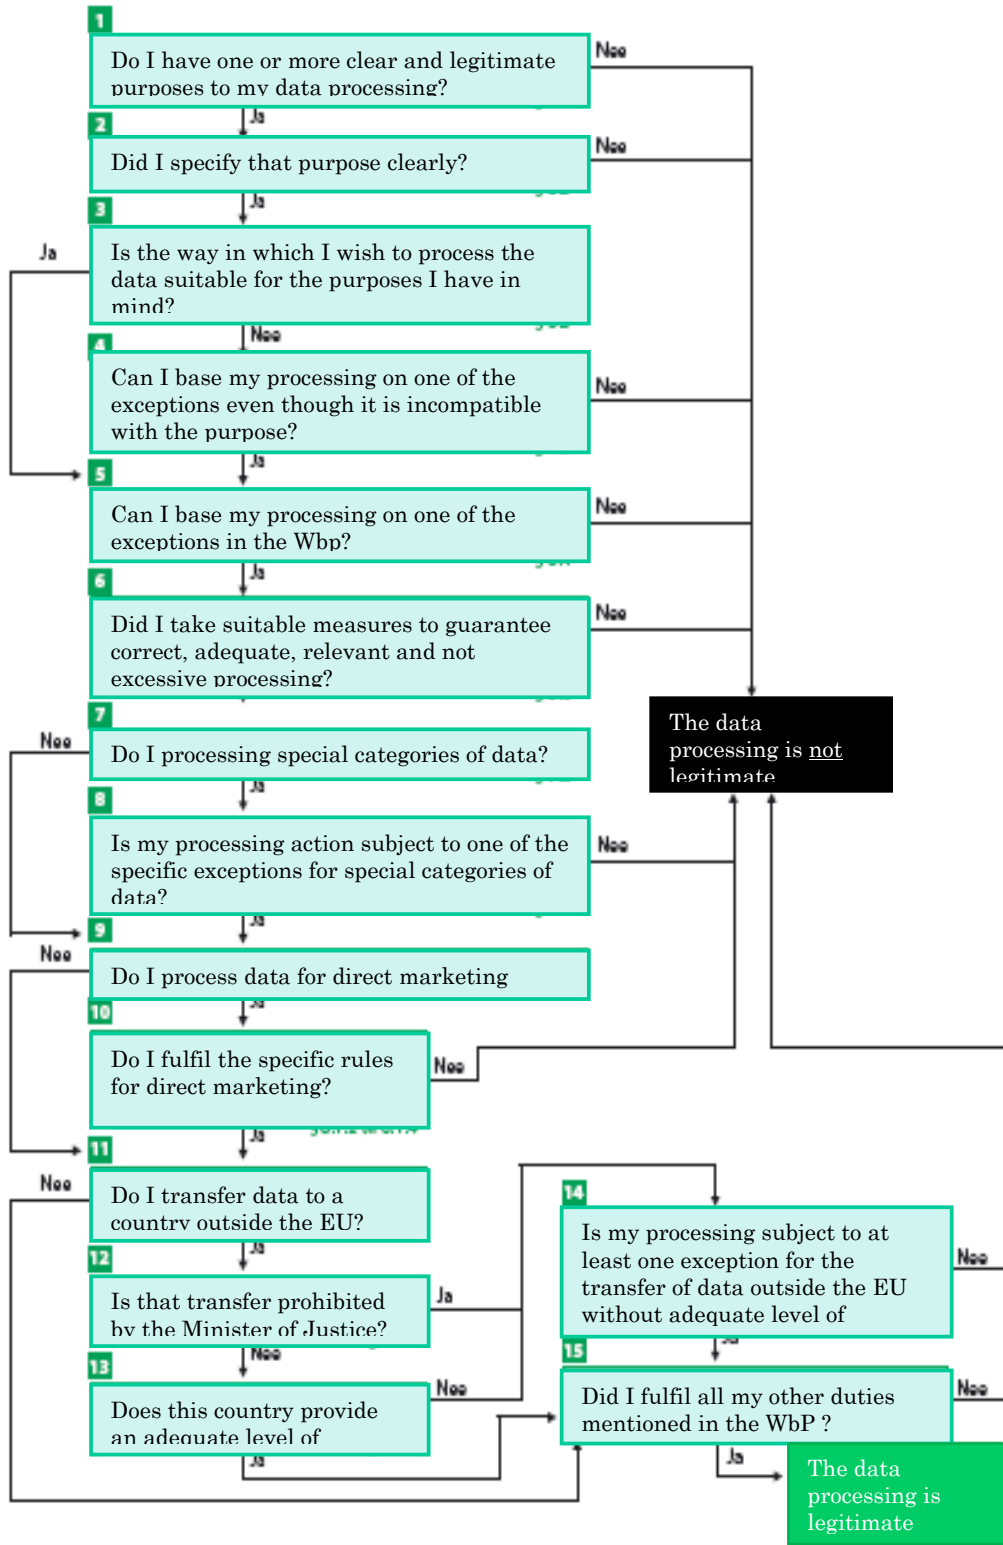 1
Do I have one or more clear and legitimate
purposes to my data processing?
Nee
Ja
2
Did I specify that purpose clearly?
Nee
Ja
3
Is the way in which I wish to process the
data suitable for the purposes I have in
mind?
Ja
Nee
4
Can I base my processing on one of the
exceptions even though it is incompatible
with the purpose?
Nee
Ja
5
Can I base my processing on one of the
exceptions in the Wbp?
Nee
Ja
6
Did I take suitable measures to guarantee
correct, adequate, relevant and not
excessive processing?
Nee
The data
processing is not
legitimate
7
Do I processing special categories of data?
Nee
Ja
8
Is my processing action subject to one of the
specific exceptions for special categories of
data?
Nee
Ja
9
Do I process data for direct marketing
Nee
Ja
10
Do I fulfil the specific rules
for direct marketing?
Nee
Ja
11
Do I transfer data to a
country outside the EU?
Nee
Ja
12
Is that transfer prohibited
by the Minister of Justice?
Ja
Nee
13
Does this country provide
an adequate level of
Nee
Ja
14
Is my processing subject to at
least one exception for the
transfer of data outside the EU
without adequate level of
Nee
Ja
15
Did I fulfil all my other duties
mentioned in the WbP ?
Nee
Ja
The data
processing is
legitimate